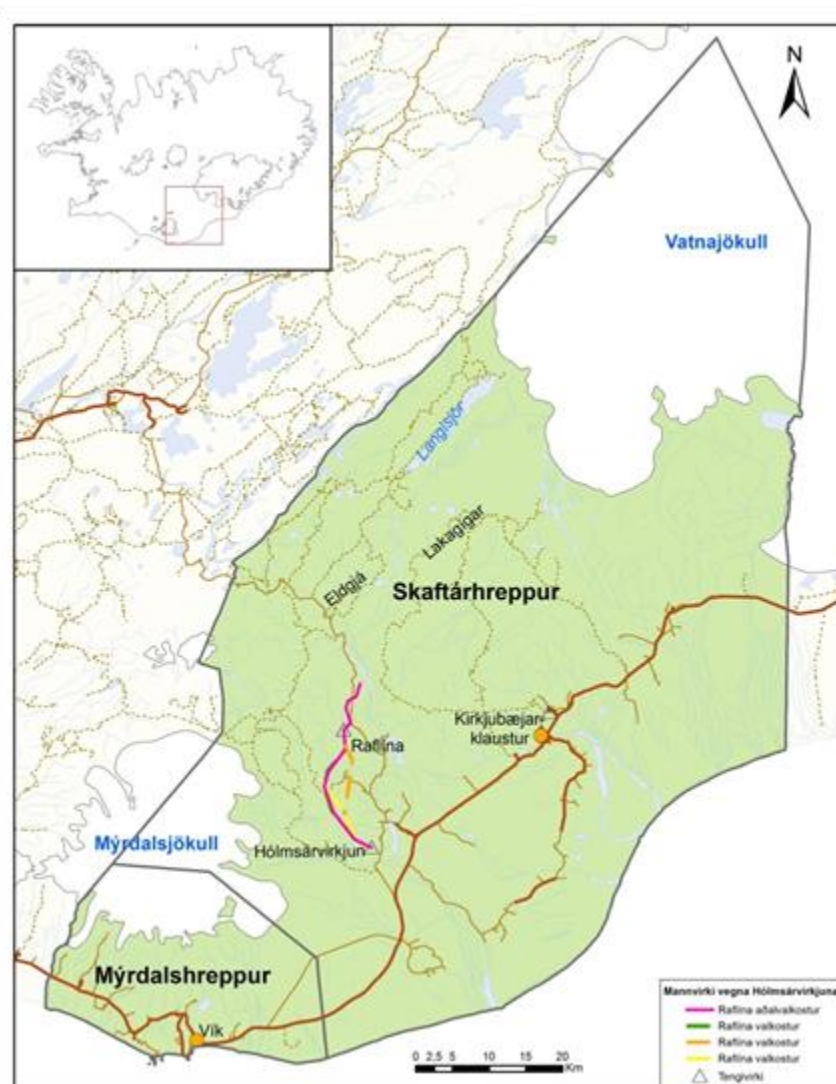 N
Vatnajökull
Langisjór
Lakagígar
Eldgjá
Skaftárhreppur
Kirkjubæjar-
klaustur
Raflína
Mýrdalsjökull
Hólmsárvirkjun
Mýrdalshreppur
Vík
Mannvirki vegna Hólmsárvirkjuna
Raflína aðalvalkostur
Raflína valkostur
Raflína valkostur
Raflína valkostur
Tengivirki
0 2.5 5 10 15 20
Km